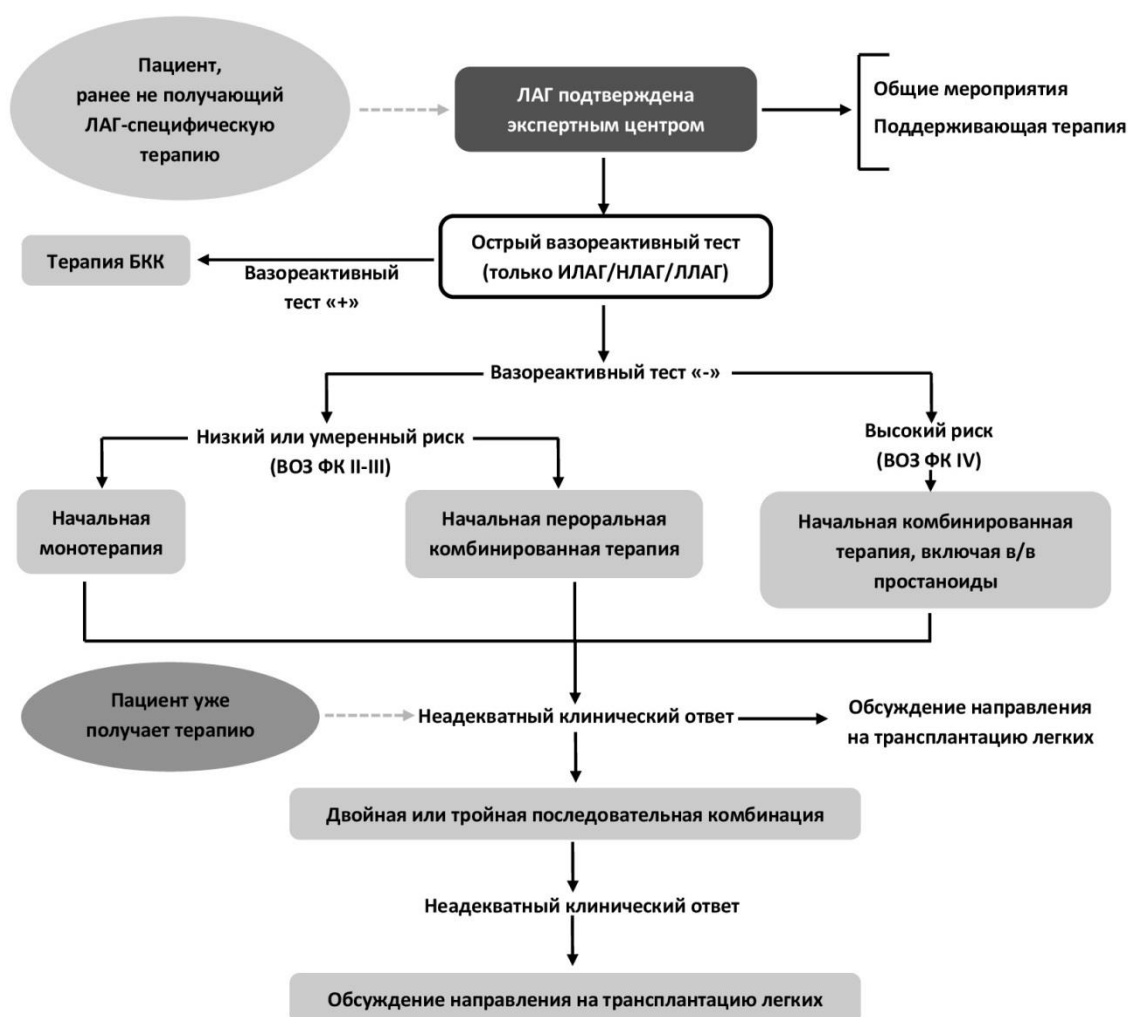 Пациент,
ранее не получающий
ЛАГ-специфическую
терапию
ЛАГ подтверждена
экспертным центром
Общие мероприятия
Поддерживающая терапия
Острый вазореактивный тест
(только ИЛАГ/НЛАГ/ЛЛАГ)
Терапия БКК
Вазореактивный
тест «+»
Вазореактивный тест «-»
Низкий или умеренный риск
(ВОЗ ФК II-III)
Высокий риск
(ВОЗ ФК IV)
Начальная
монотерапия
Начальная пероральная
комбинированная терапия
Начальная комбинированная
терапия, включая в/в
простаноиды
Пациент уже
получает терапию
Неадекватный клинический ответ
Обсуждение направления
на трансплантацию легких
Двойная или тройная последовательная комбинация
Неадекватный клинический ответ
Обсуждение направления на трансплантацию легких